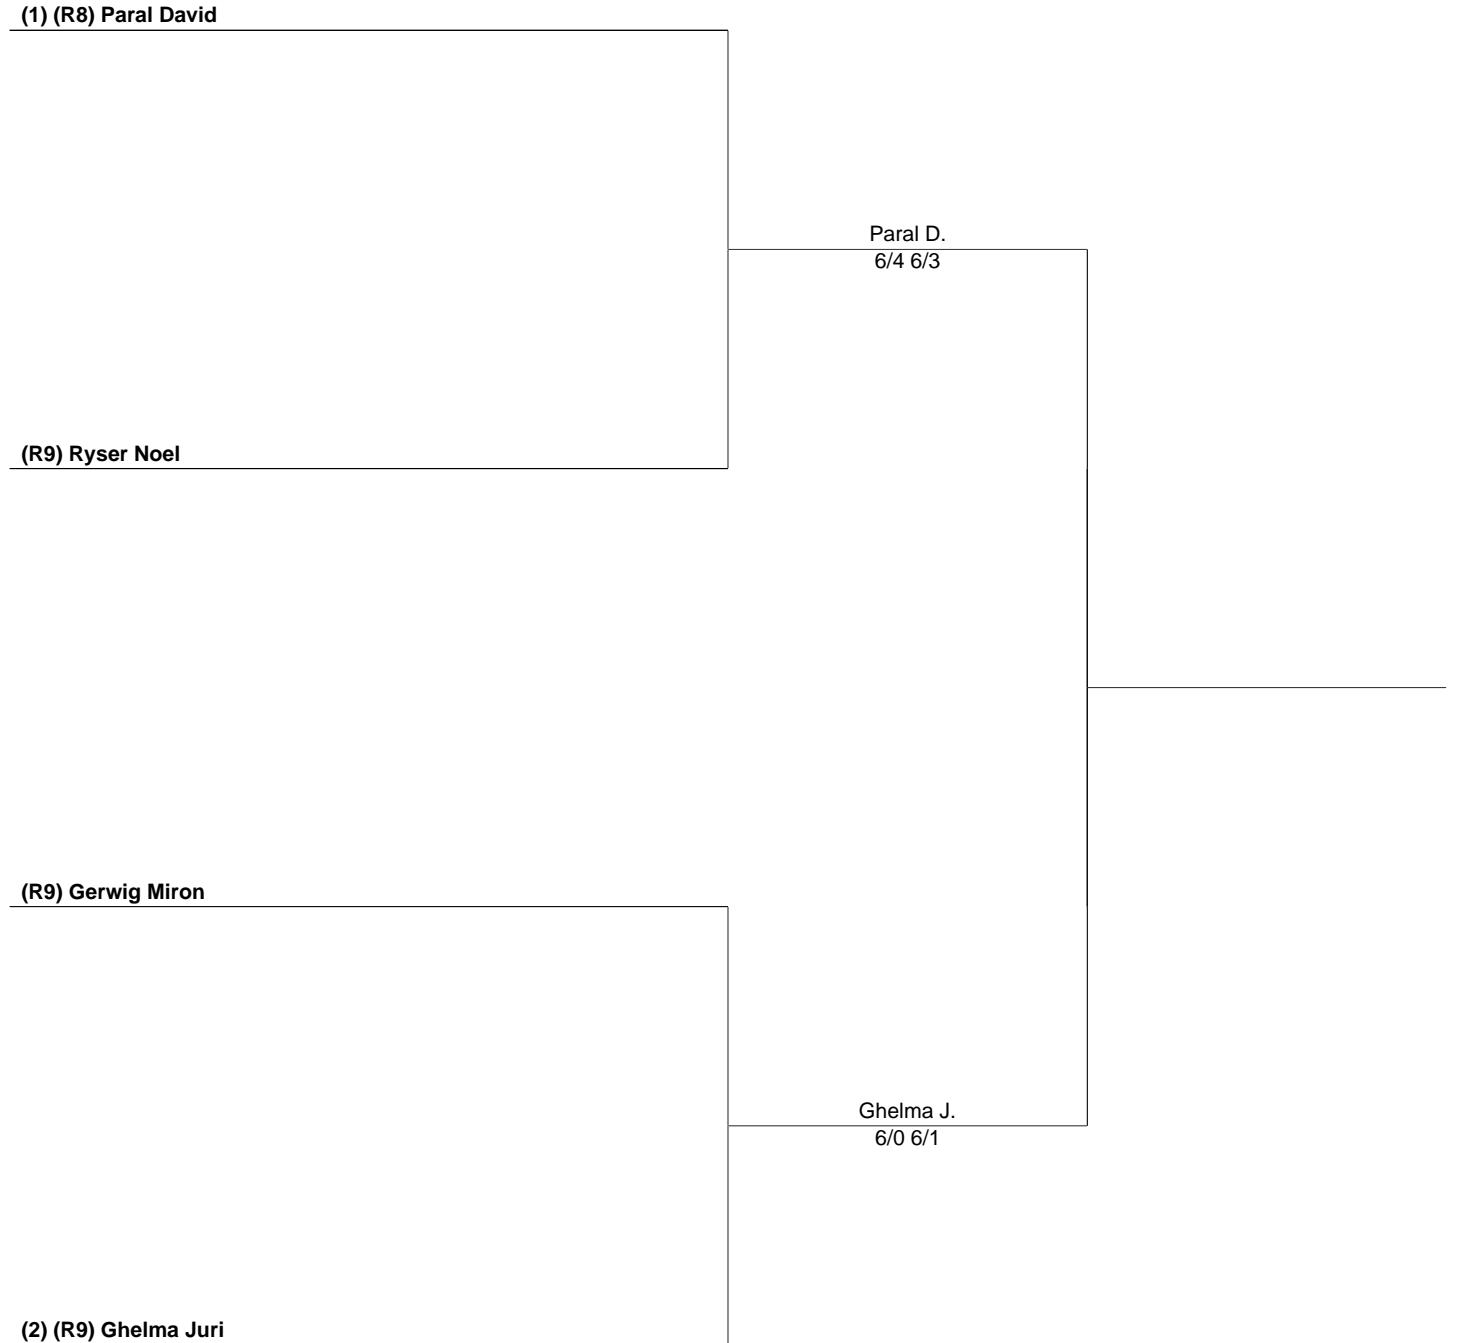 (1) (R8) Paral David
Paral D.
6/4 6/3
(R9) Ryser Noel
(R9) Gerwig Miron
Ghelma J.
6/0 6/1
(2) (R9) Ghelma Juri